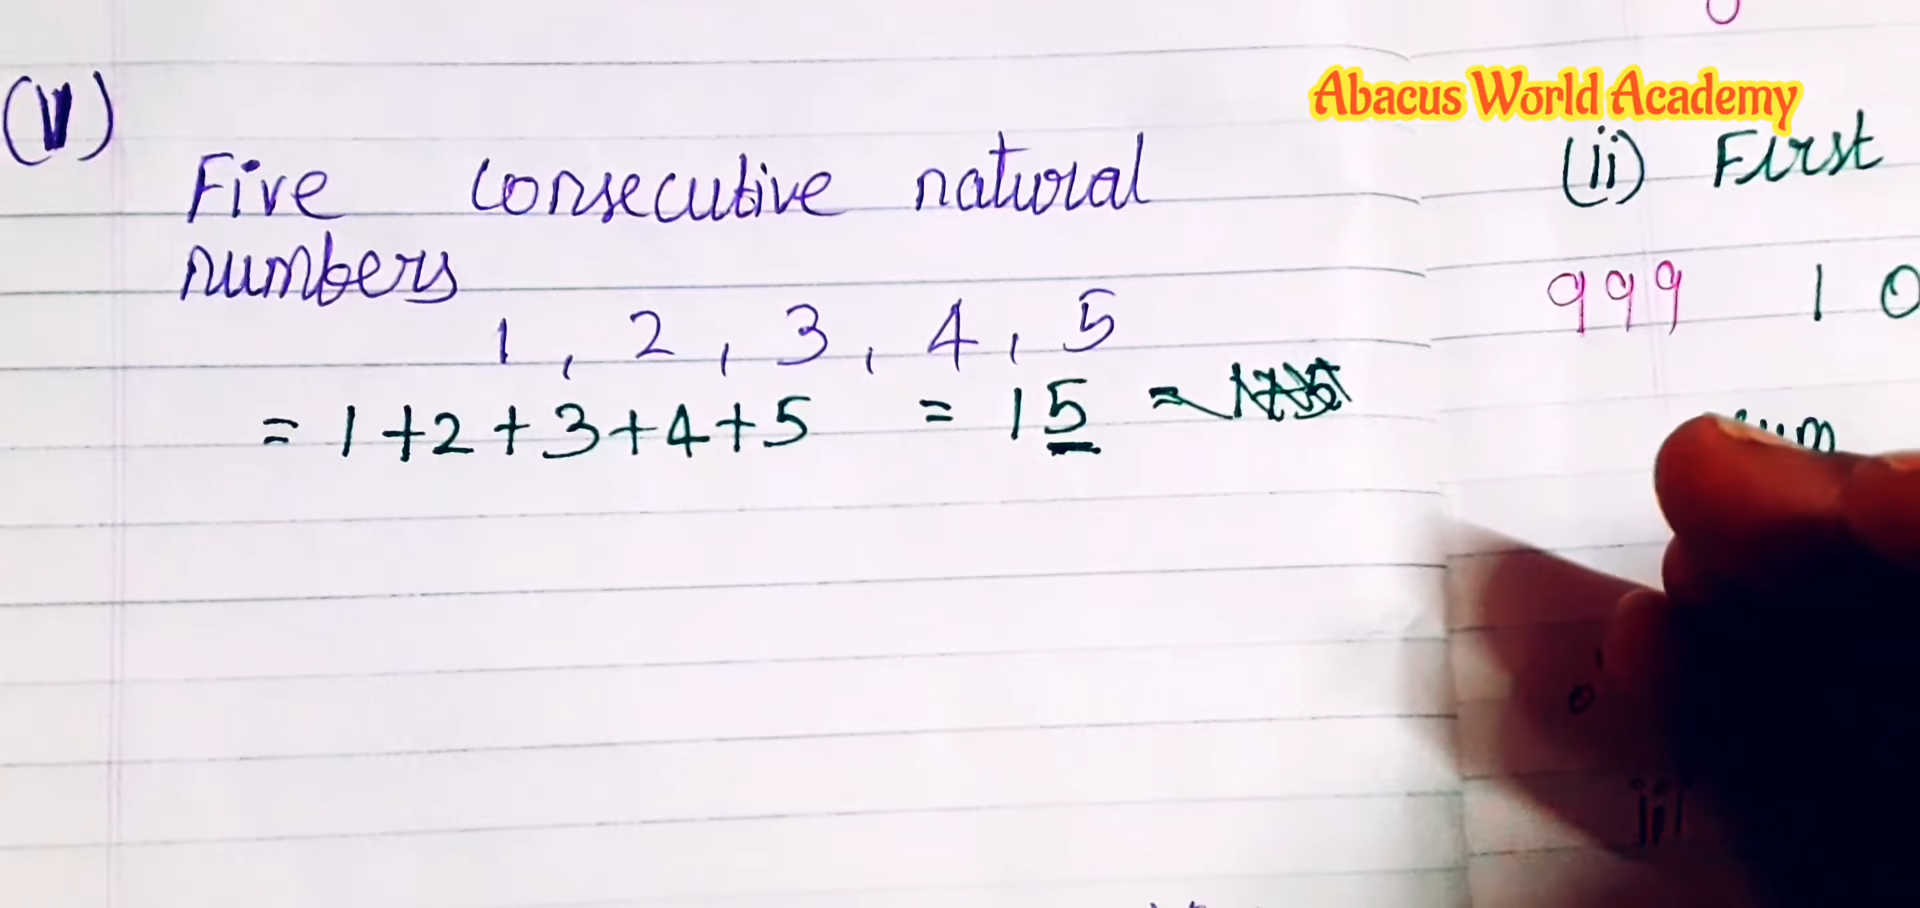 Abacus World Academy
(V)
Five consecutive natural
numbers
1, 2, 3, 4, 5
= 1+2+3+4+5 = 15 =
(ii) First
999 1 0
iii